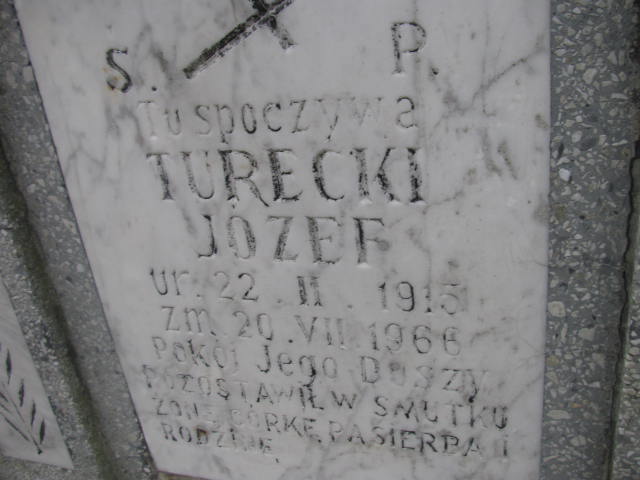 Ś. P.
Tu spoczywa
TURECKI
JÓZEF
ur. 22. II. 1915
Zm. 20. VII. 1966
Pokój Jego Duszy
POZOSTAWIŁ W SMUTKU
ŻONĘ, CÓRKĘ, PASIERBA I
RODZINĘ